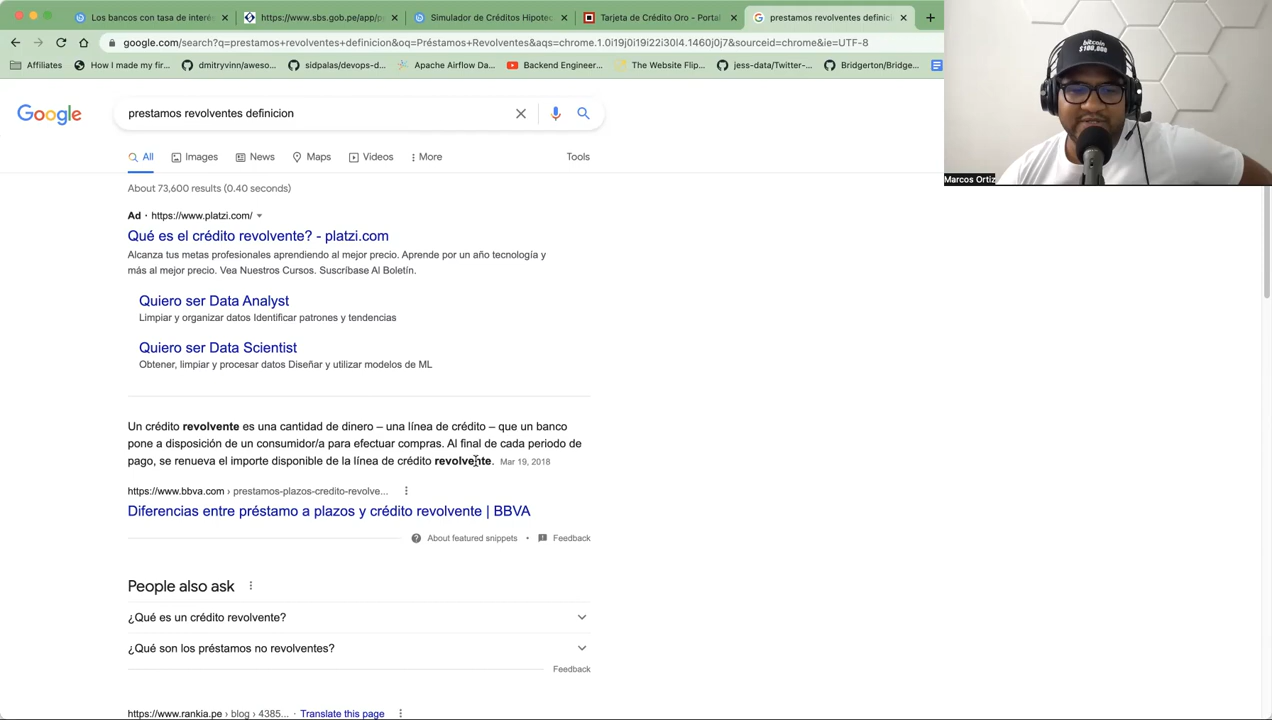 Los bancos con tasa de interé
https://www.sbs.gob.pe/app/p
Simulador de Créditos Hipotec
Tarjeta de Crédito Oro - Portal
prestamos revolventes definici
google.com/search?q=prestamos+revolventes+definicion&oq=Préstamos+Revolventes&aqs=chrome.1.0i19j0i19i22i30l4.1460j0j7&sourceid=chrome&ie=UTF-8
Affiliates
How I made my fir...
dmitryvinn/aweso...
sidpalas/devops-d...
Apache Airflow Da...
Backend Engineer...
The Website Flip...
jess-data/Twitter-...
Bridgerton/Bridge...
bitcoin
$100,000
Marcos Ortiz
Google
prestamos revolventes definicion
All Images News Maps Videos More Tools
About 73,600 results (0.40 seconds)
Ad · https://www.platzi.com/
Qué es el crédito revolvente? - platzi.com
Alcanza tus metas profesionales aprendiendo al mejor precio. Aprende por un año tecnología y
más al mejor precio. Vea Nuestros Cursos. Suscríbase Al Boletín.
Quiero ser Data Analyst
Limpiar y organizar datos Identificar patrones y tendencias
Quiero ser Data Scientist
Obtener, limpiar y procesar datos Diseñar y utilizar modelos de ML
Un crédito revolvente es una cantidad de dinero – una línea de crédito – que un banco
pone a disposición de un consumidor/a para efectuar compras. Al final de cada periodo de
pago, se renueva el importe disponible de la línea de crédito revolvente. Mar 19, 2018
https://www.bbva.com › prestamos-plazos-credito-revolve...
Diferencias entre préstamo a plazos y crédito revolvente | BBVA
About featured snippets • Feedback
People also ask
¿Qué es un crédito revolvente?
¿Qué son los préstamos no revolventes?
Feedback
https://www.rankia.pe › blog › 4385... · Translate this page